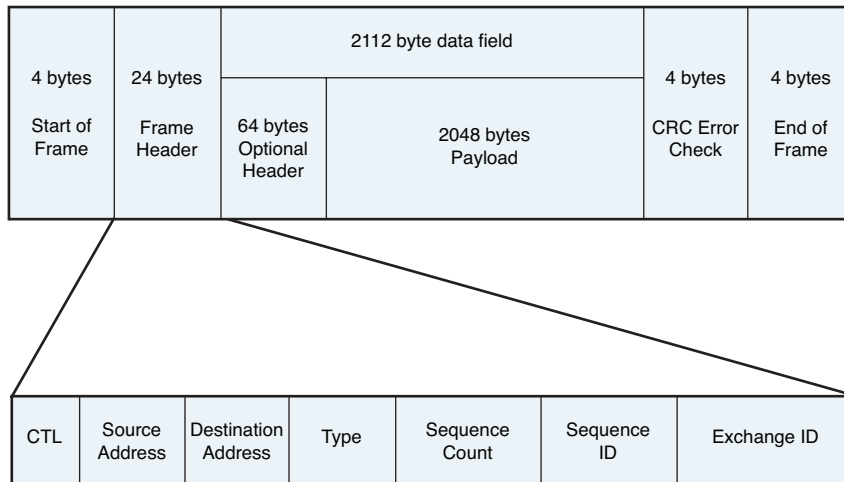 4 bytes
Start of
Frame
24 bytes
Frame
Header
2112 byte data field
64 bytes
Optional
Header
2048 bytes
Payload
4 bytes
CRC Error
Check
4 bytes
End of
Frame
CTL
Source
Address
Destination
Address
Type
Sequence
Count
Sequence
ID
Exchange ID